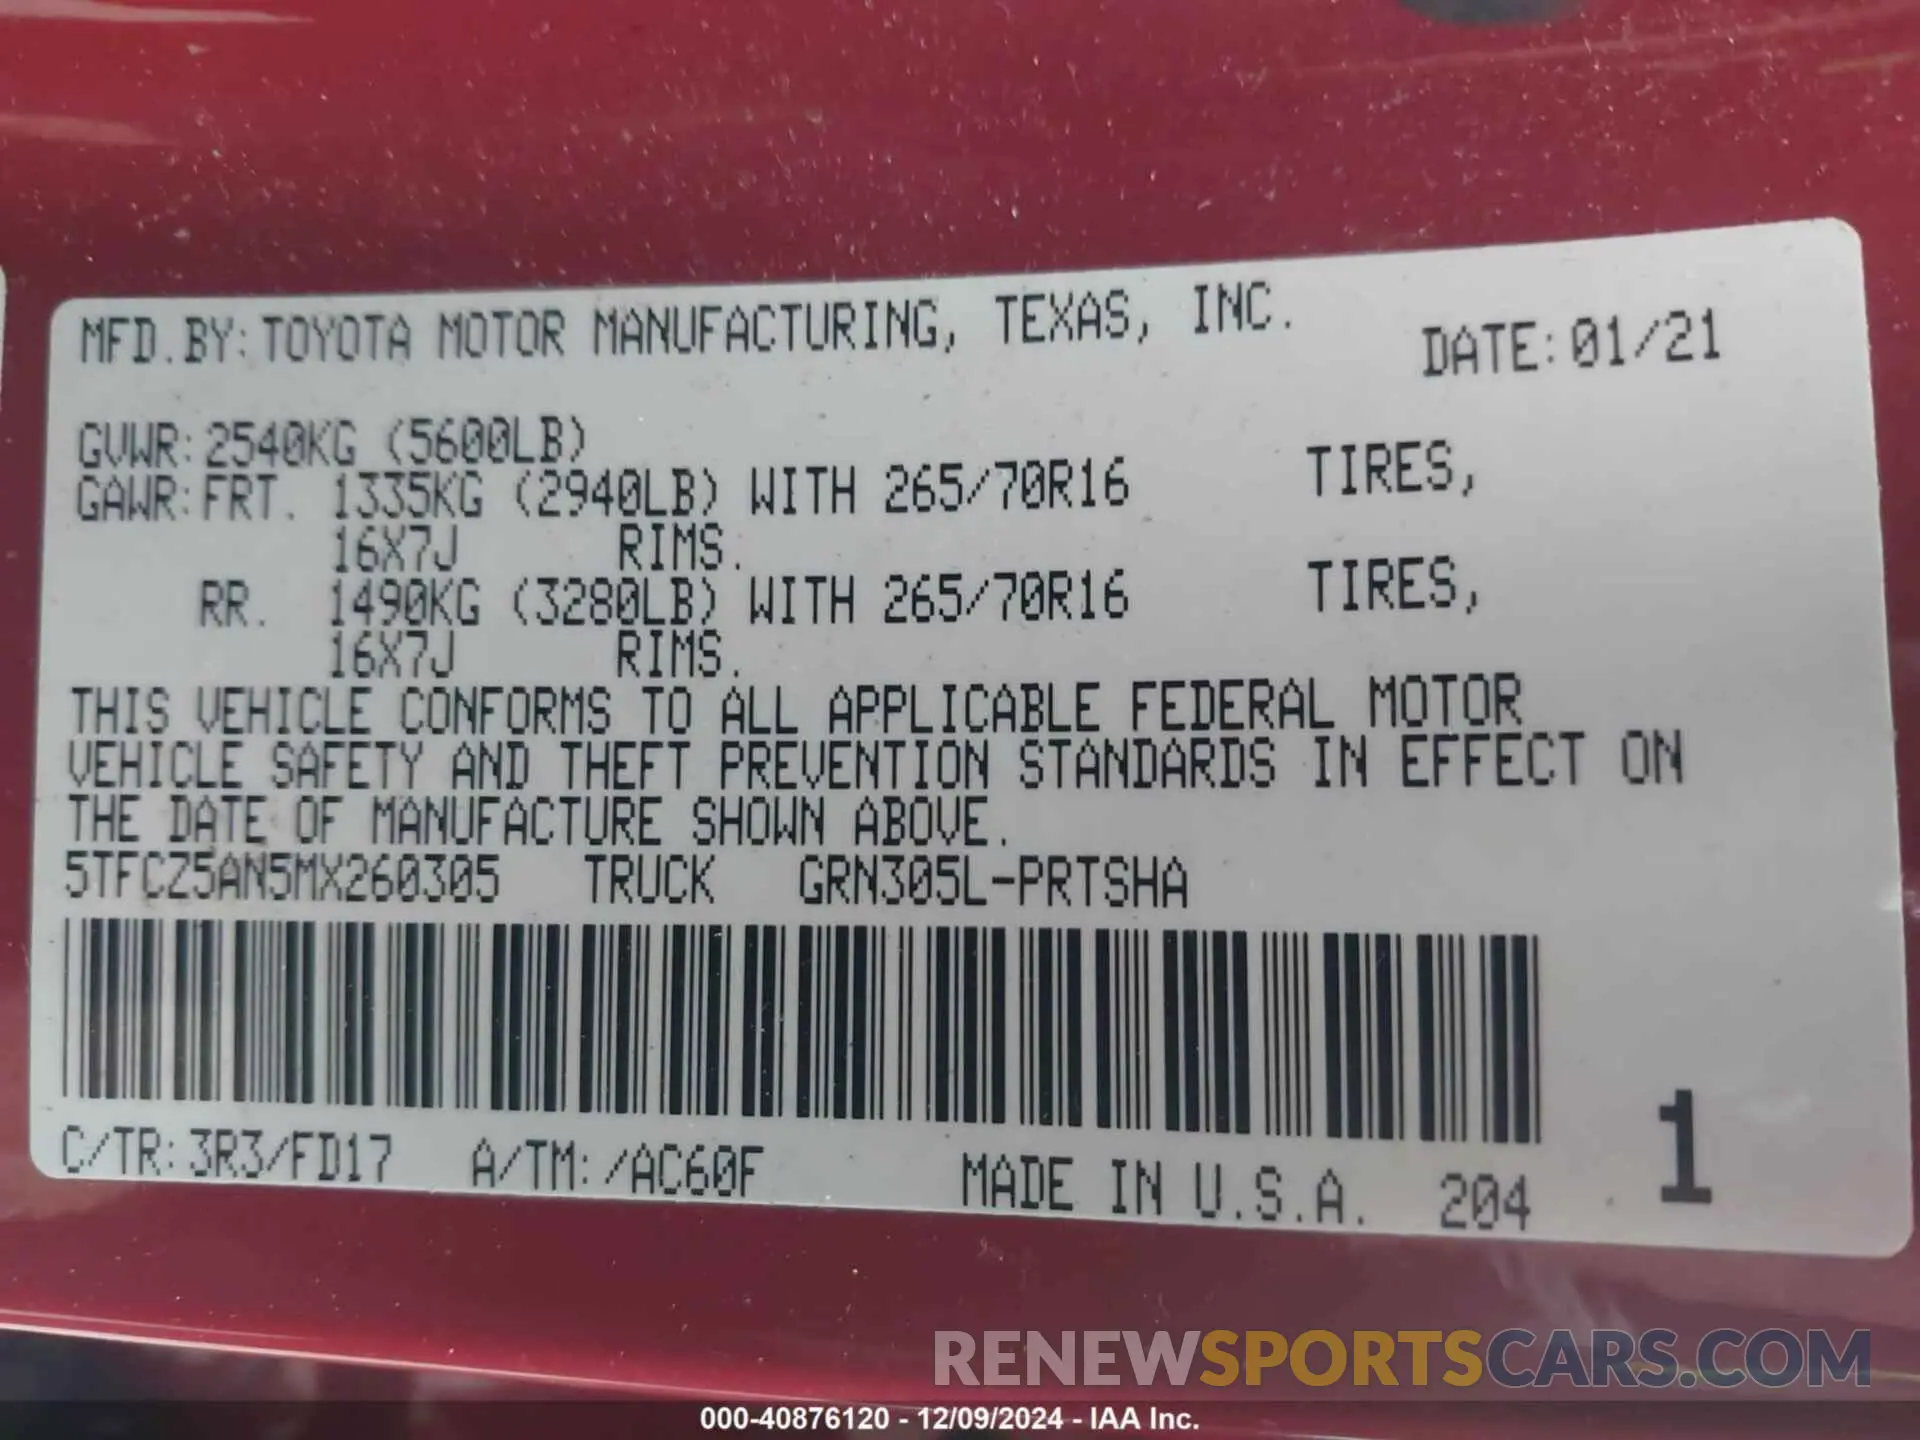 MFD.BY:TOYOTA MOTOR MANUFACTURING, TEXAS, INC. DATE:01/21
GVWR:2540KG (5600LB)
GAWR:FRT. 1335KG (2940LB) WITH 265/70R16 TIRES,
16X7J RIMS.
RR. 1490KG (3280LB) WITH 265/70R16 TIRES,
16X7J RIMS.
THIS VEHICLE CONFORMS TO ALL APPLICABLE FEDERAL MOTOR
VEHICLE SAFETY AND THEFT PREVENTION STANDARDS IN EFFECT ON
THE DATE OF MANUFACTURE SHOWN ABOVE.
5TFCZ5AN5MX260305 TRUCK GRN305L-PRTSHA
C/TR:3R3/FD17 A/TM:/AC60F MADE IN U.S.A. 204 1
RENEWSPORTSCARS.COM
000-40876120 - 12/09/2024 - IAA Inc.